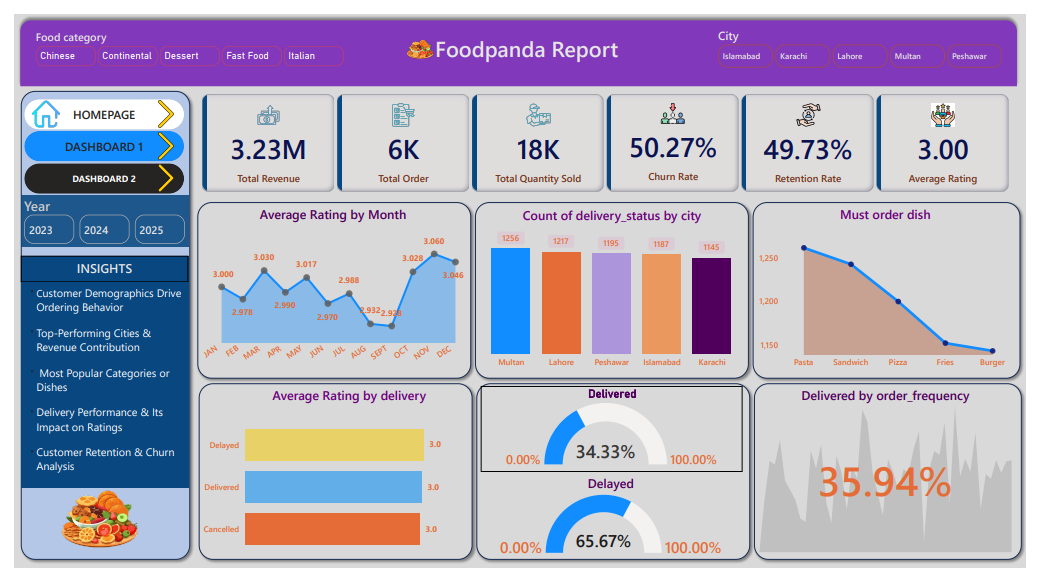 Food category
Chinese
Continental
Dessert
Fast Food
Italian
Foodpanda Report
City
Islamabad
Karachi
Lahore
Multan
Peshawar
HOMEPAGE
DASHBOARD 1
DASHBOARD 2
Year
2023
2024
2025
INSIGHTS
Customer Demographics Drive
Ordering Behavior
Top-Performing Cities &
Revenue Contribution
Most Popular Categories or
Dishes
Delivery Performance & Its
Impact on Ratings
Customer Retention & Churn
Analysis
3.23M
Total Revenue
6K
Total Order
18K
Total Quantity Sold
50.27%
Churn Rate
49.73%
Retention Rate
3.00
Average Rating
Average Rating by Month
3.000
2.978
3.030
2.990
3.017
2.970
2.988
2.932
3.028
3.060
3.046
JAN
FEB
MAR
APR
MAY
JUN
JUL
AUG
SEPT
OCT
NOV
DEC
Count of delivery_status by city
1256
1217
1195
1187
1145
Multan
Lahore
Peshawar
Islamabad
Karachi
Must order dish
1,250
1,200
1,150
Pasta
Sandwich
Pizza
Fries
Burger
Average Rating by delivery
Delayed
3.0
Delivered
3.0
Cancelled
3.0
Delivered
34.33%
0.00%
100.00%
Delayed
65.67%
0.00%
100.00%
Delivered by order_frequency
35.94%